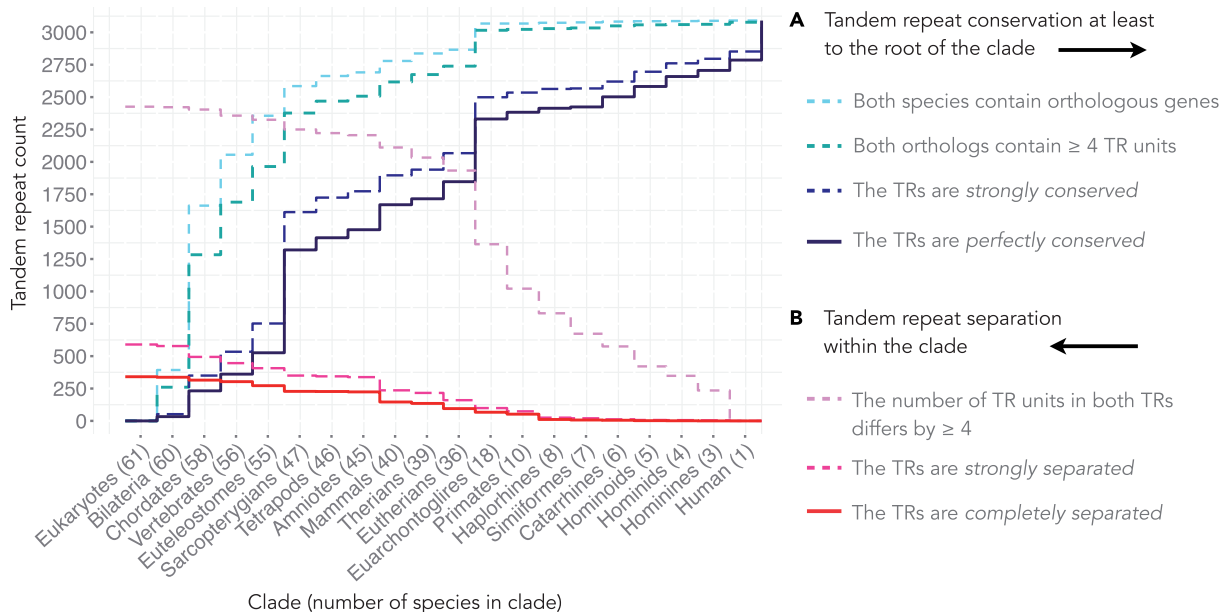 3000
2750
2500
2250
2000
1750
1500
1250
1000
750
500
250
0
Tandem repeat count
Eukaryotes (61)
Bilateria (60)
Chordates (58)
Vertebrates (56)
Euteleostomes (55)
Sarcopterygians (47)
Tetrapods (46)
Amniotes (45)
Mammals (40)
Therians (39)
Eutherians (36)
Euarchontoglires (18)
Primates (10)
Haplorhines (8)
Simiiformes (7)
Catarrhines (6)
Hominoids (5)
Hominids (4)
Hominines (3)
Human (1)
Clade (number of species in clade)
A Tandem repeat conservation at least
to the root of the clade
Both species contain orthologous genes
Both orthologs contain ≥ 4 TR units
The TRs are strongly conserved
The TRs are perfectly conserved
B Tandem repeat separation
within the clade
The number of TR units in both TRs
differs by ≥ 4
The TRs are strongly separated
The TRs are completely separated